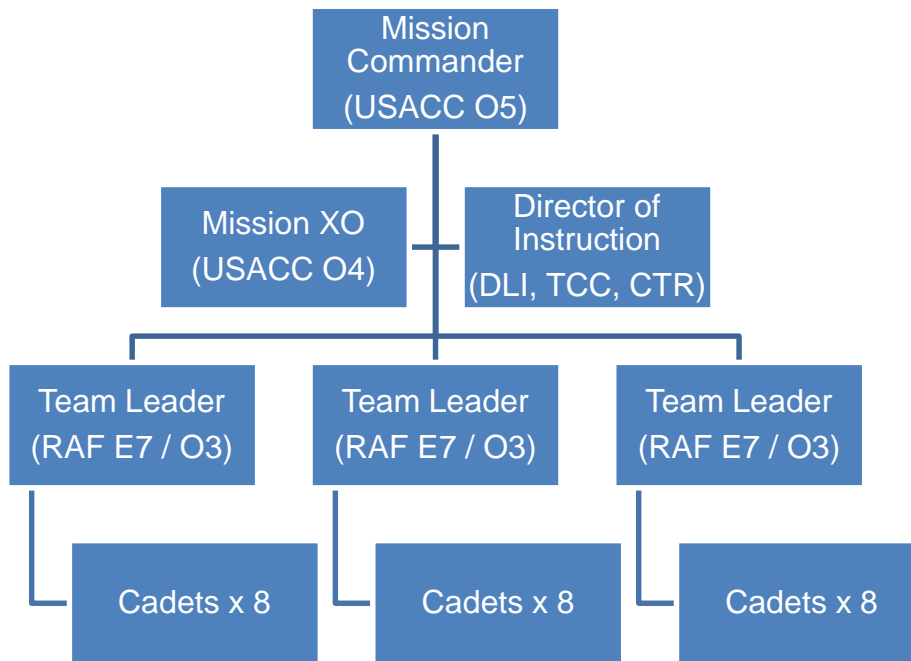 Mission
Commander
(USACC O5)
Mission XO
(USACC O4)
Director of
Instruction
(DLI, TCC, CTR)
Team Leader
(RAF E7 / O3)
Team Leader
(RAF E7 / O3)
Team Leader
(RAF E7 / O3)
Cadets x 8
Cadets x 8
Cadets x 8